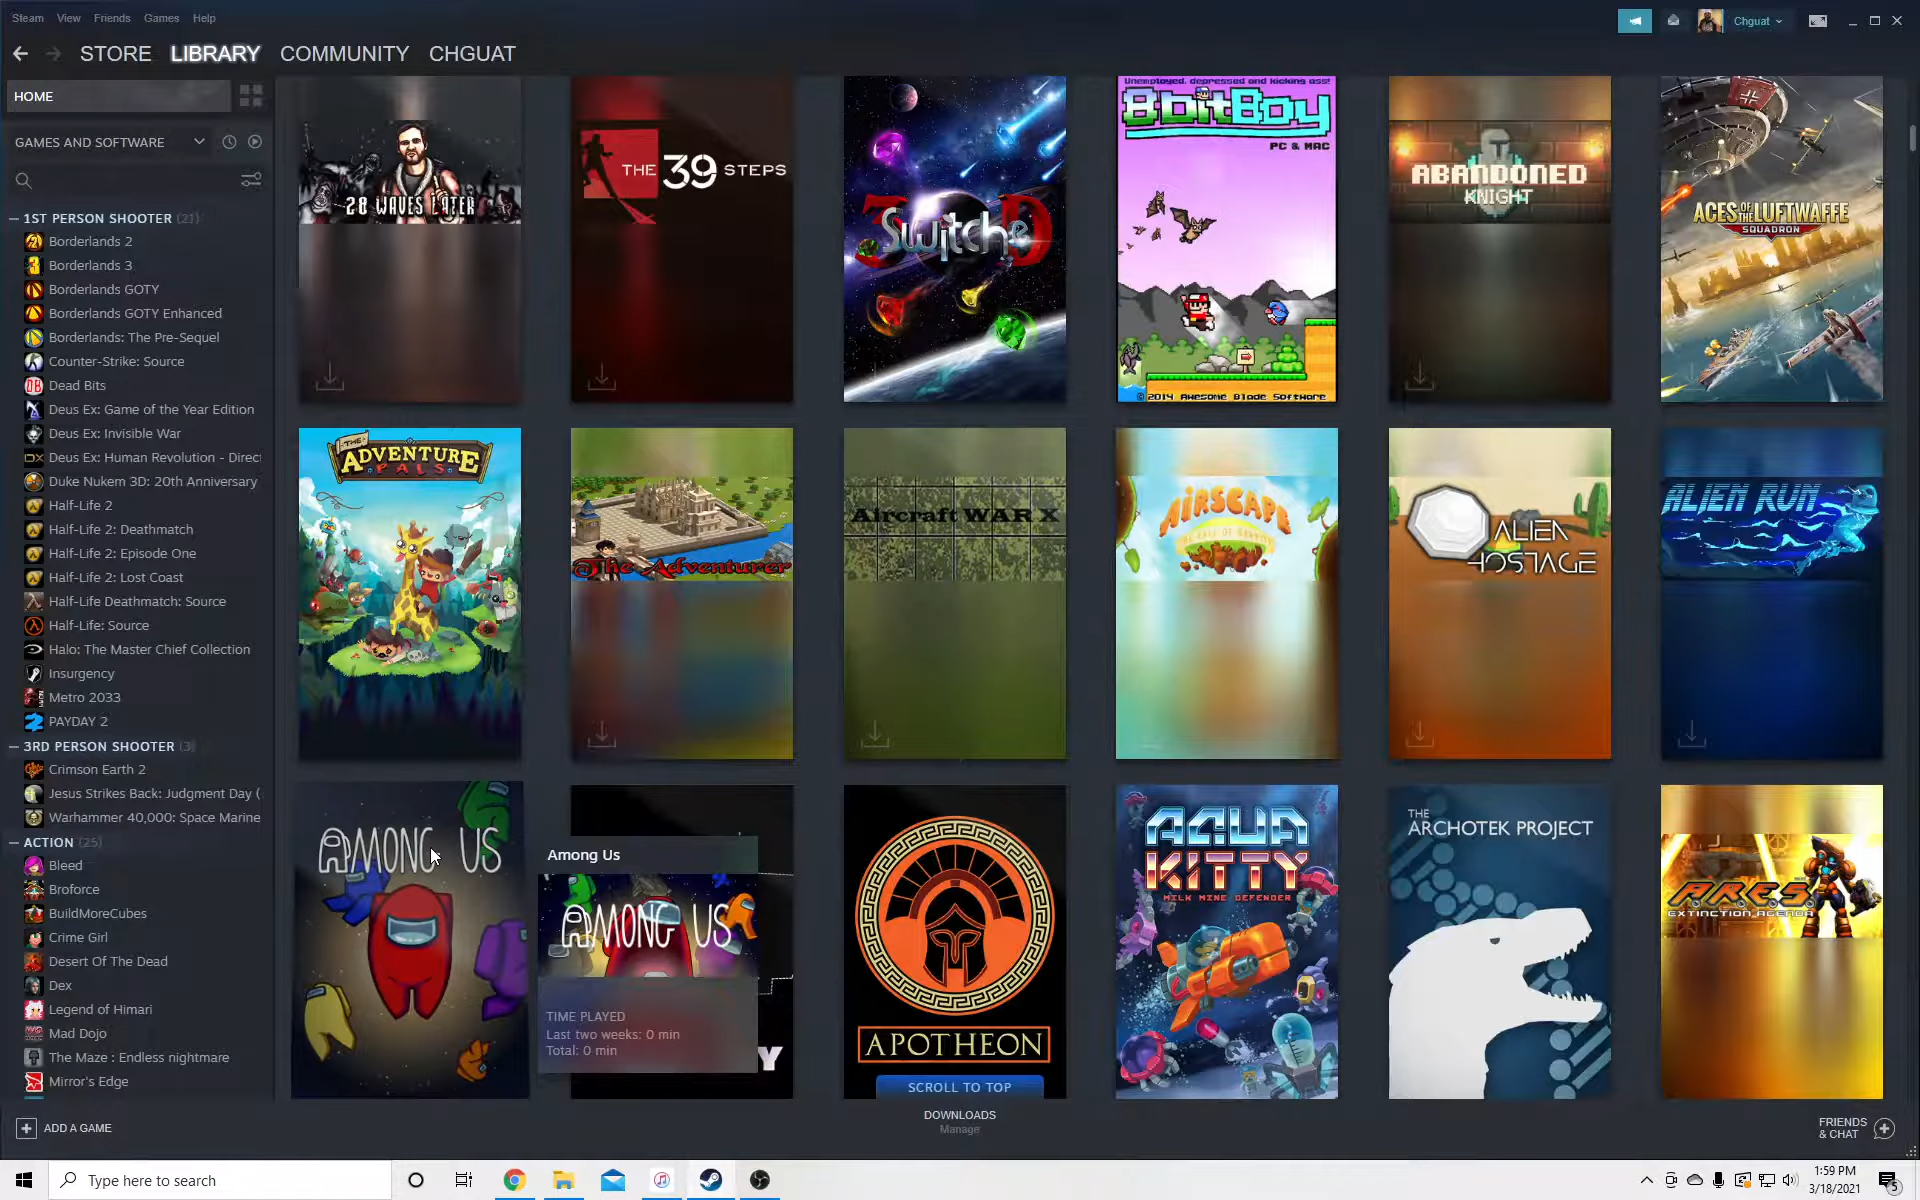 Steam View Friends Games Help
Chguat
STORE LIBRARY COMMUNITY CHGUAT
HOME
GAMES AND SOFTWARE
1ST PERSON SHOOTER (21)
Borderlands 2
Borderlands 3
Borderlands GOTY
Borderlands GOTY Enhanced
Borderlands: The Pre-Sequel
Counter-Strike: Source
Dead Bits
Deus Ex: Game of the Year Edition
Deus Ex: Invisible War
Deus Ex: Human Revolution - Direc
Duke Nukem 3D: 20th Anniversary
Half-Life 2
Half-Life 2: Deathmatch
Half-Life 2: Episode One
Half-Life 2: Lost Coast
Half-Life Deathmatch: Source
Half-Life: Source
Halo: The Master Chief Collection
Insurgency
Metro 2033
PAYDAY 2
3RD PERSON SHOOTER (3)
Crimson Earth 2
Jesus Strikes Back: Judgment Day (
Warhammer 40,000: Space Marine
ACTION (25)
Bleed
Broforce
BuildMoreCubes
Crime Girl
Desert Of The Dead
Dex
Legend of Himari
Mad Dojo
The Maze : Endless nightmare
Mirror's Edge
ADD A GAME
28 WAVES LATER
THE 39 STEPS
3Switched
Unemployed, depressed and kicking ass!
8BitBoy
PC & MAC
© 2014 Awesome Blade Software
ABANDONED
KNIGHT
ACES OF THE LUFTWAFFE
SQUADRON
THE
ADVENTURE
PALS
The Adventurer
Aircraft WAR X
AIRSCAPE
THE FALL OF GRAVITY
ALIEN
HOSTAGE
ALIEN RUN
AMONG US
Among Us
AMONG US
TIME PLAYED
Last two weeks: 0 min
Total: 0 min
Y
APOTHEON
SCROLL TO TOP
AQUA
KITTY
MILK MINE DEFENDER
THE
ARCHOTEK PROJECT
A.R.E.S.
EXTINCTION AGENDA
DOWNLOADS
Manage
FRIENDS
& CHAT
Type here to search
1:59 PM
3/18/2021
5